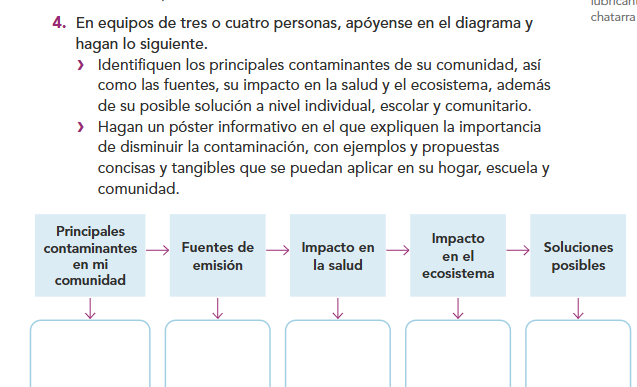 lubricant
chatarra
4. En equipos de tres o cuatro personas, apóyense en el diagrama y
hagan lo siguiente.
› Identifiquen los principales contaminantes de su comunidad, así
como las fuentes, su impacto en la salud y el ecosistema, además
de su posible solución a nivel individual, escolar y comunitario.
› Hagan un póster informativo en el que expliquen la importancia
de disminuir la contaminación, con ejemplos y propuestas
concisas y tangibles que se puedan aplicar en su hogar, escuela y
comunidad.
Principales
contaminantes
en mi
comunidad
Fuentes de
emisión
Impacto en
la salud
Impacto
en el
ecosistema
Soluciones
posibles